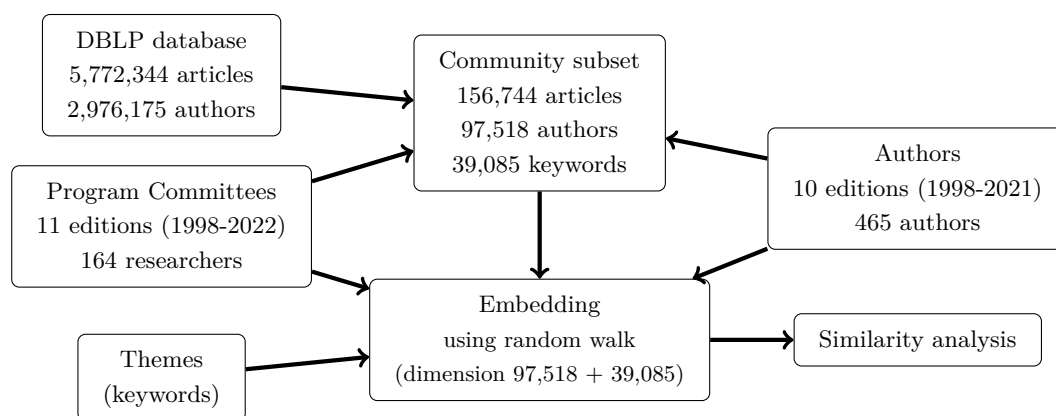 DBLP database
5,772,344 articles
2,976,175 authors
Community subset
156,744 articles
97,518 authors
39,085 keywords
Program Committees
11 editions (1998-2022)
164 researchers
Authors
10 editions (1998-2021)
465 authors
Themes
(keywords)
Embedding
using random walk
(dimension 97,518 + 39,085)
Similarity analysis